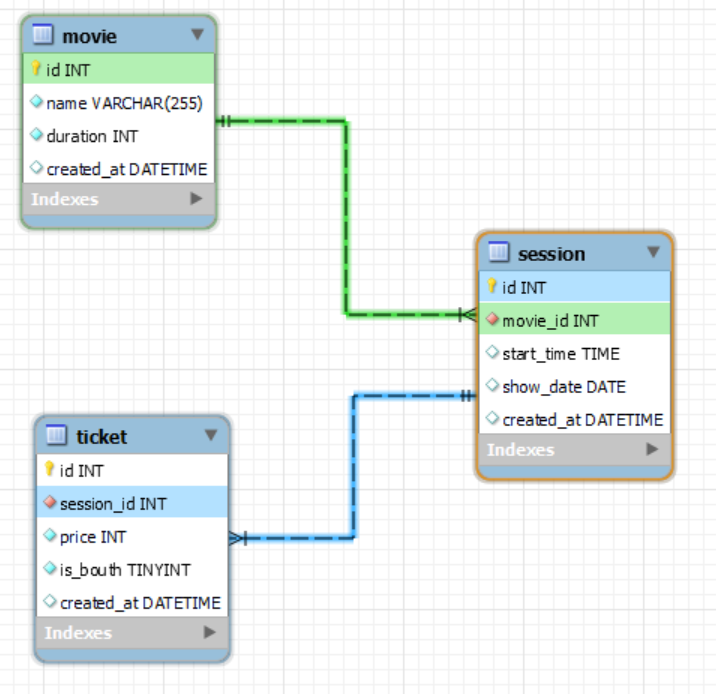 movie
id INT
name VARCHAR(255)
duration INT
created_at DATETIME
Indexes
session
id INT
movie_id INT
start_time TIME
show_date DATE
created_at DATETIME
Indexes
ticket
id INT
session_id INT
price INT
is_bouth TINYINT
created_at DATETIME
Indexes